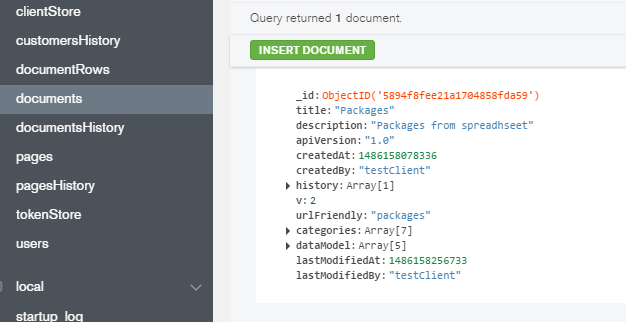 clientStore
customersHistory
documentRows
documents
documentsHistory
pages
pagesHistory
tokenStore
users
local
startup_log
Query returned 1 document.
INSERT DOCUMENT
_id: ObjectID('5894f8fee21a1704858fda59')
title: "Packages"
description: "Packages from spreadhseet"
apiVersion: "1.0"
createdAt: 1486158078336
createdBy: "testClient"
history: Array[1]
v: 2
urlFriendly: "packages"
categories: Array[7]
dataModel: Array[5]
lastModifiedAt: 1486158256733
lastModifiedBy: "testClient"